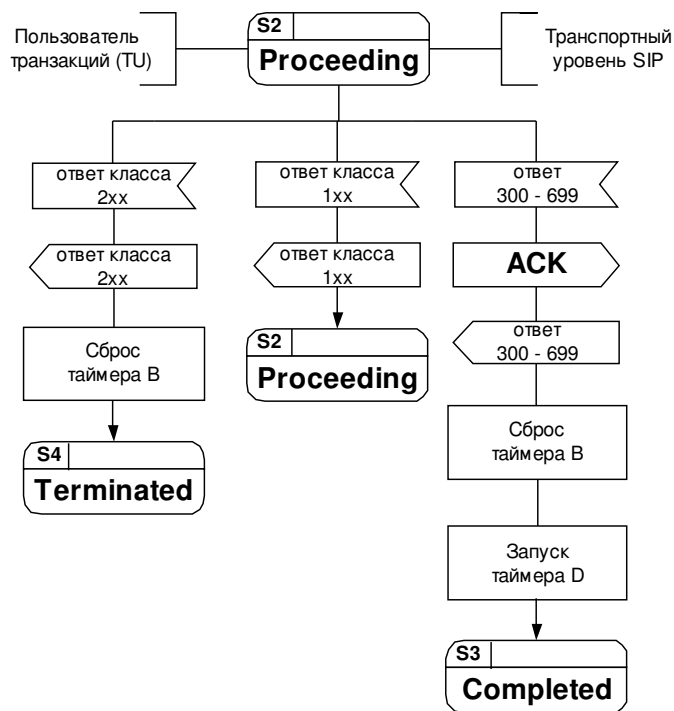 S2
Proceeding
Пользователь
транзакций (TU)
Транспортный
уровень SIP
ответ класса
2xx
ответ класса
1xx
ответ
300 - 699
ответ класса
2xx
ответ класса
1xx
ACK
ответ
300 - 699
Сброс
таймера B
S2
Proceeding
S4
Terminated
Сброс
таймера B
Запуск
таймера D
S3
Completed